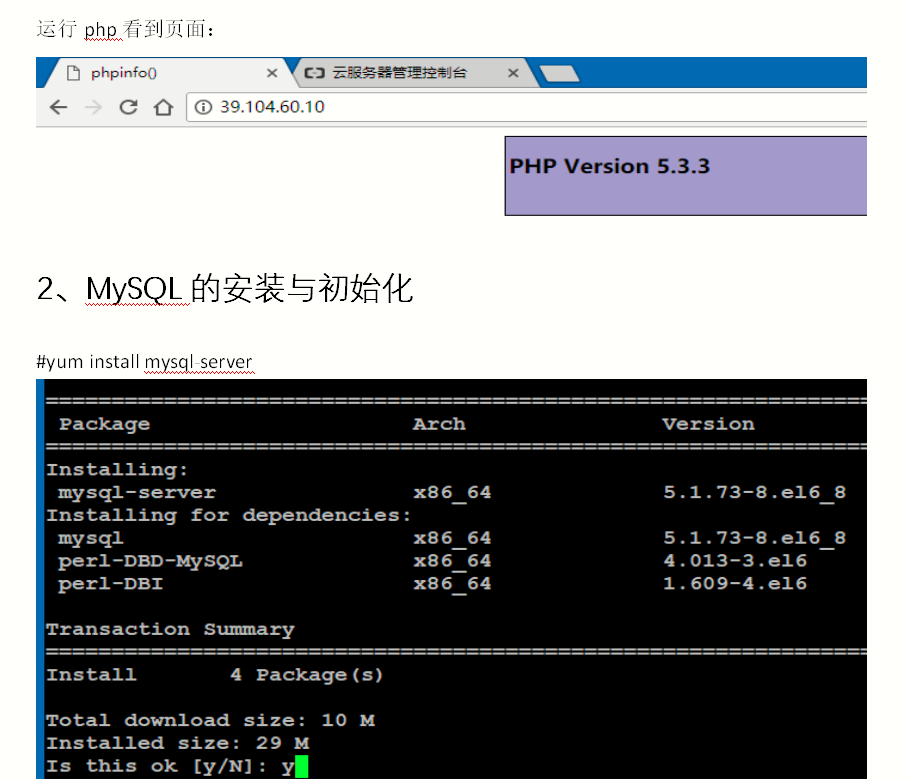 运行 php 看到页面：
phpinfo()
云服务器管理控制台
39.104.60.10
PHP Version 5.3.3
2、MySQL 的安装与初始化
#yum install mysql-server
================================================================
Package Arch Version
================================================================
Installing:
mysql-server x86_64 5.1.73-8.el6_8
Installing for dependencies:
mysql x86_64 5.1.73-8.el6_8
perl-DBD-MySQL x86_64 4.013-3.el6
perl-DBI x86_64 1.609-4.el6
Transaction Summary
================================================================
Install 4 Package(s)
Total download size: 10 M
Installed size: 29 M
Is this ok [y/N]: y